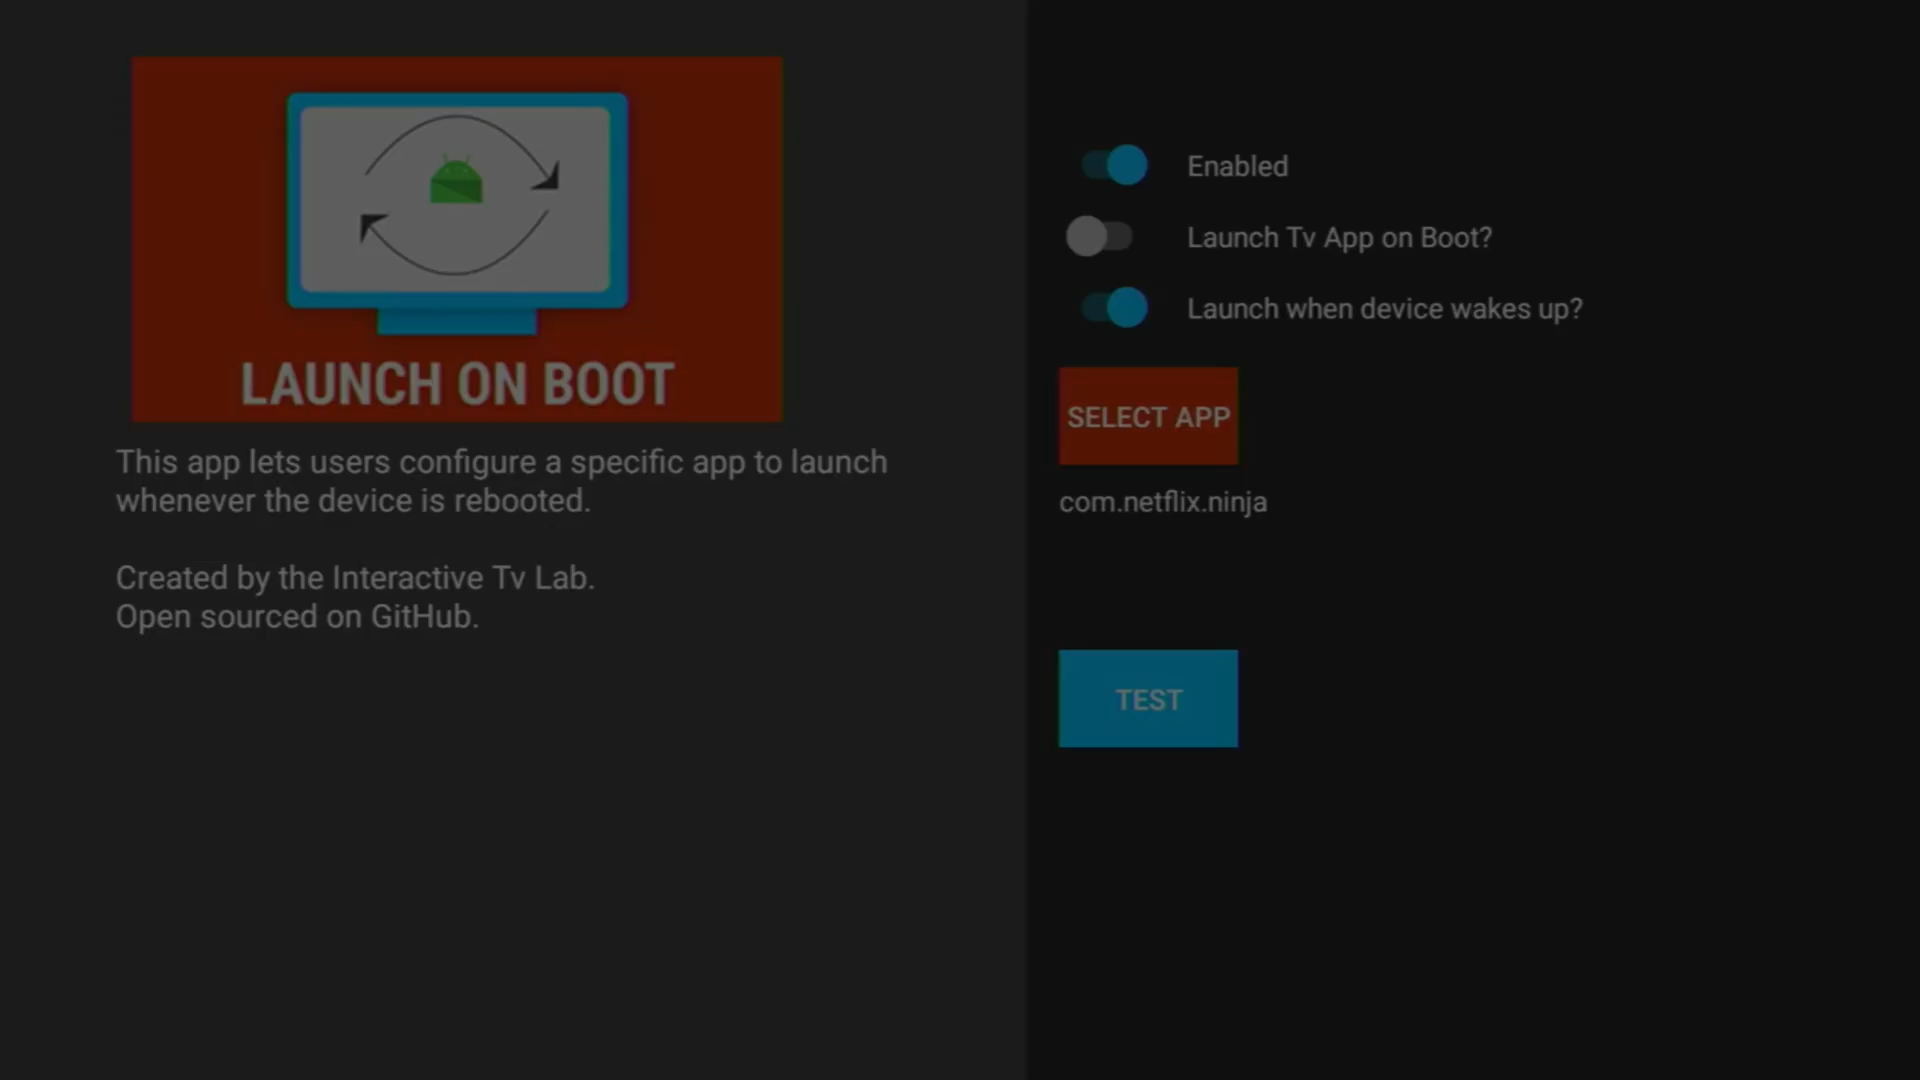 LAUNCH ON BOOT
This app lets users configure a specific app to launch
whenever the device is rebooted.
Created by the Interactive Tv Lab.
Open sourced on GitHub.
Enabled
Launch Tv App on Boot?
Launch when device wakes up?
SELECT APP
com.netflix.ninja
TEST